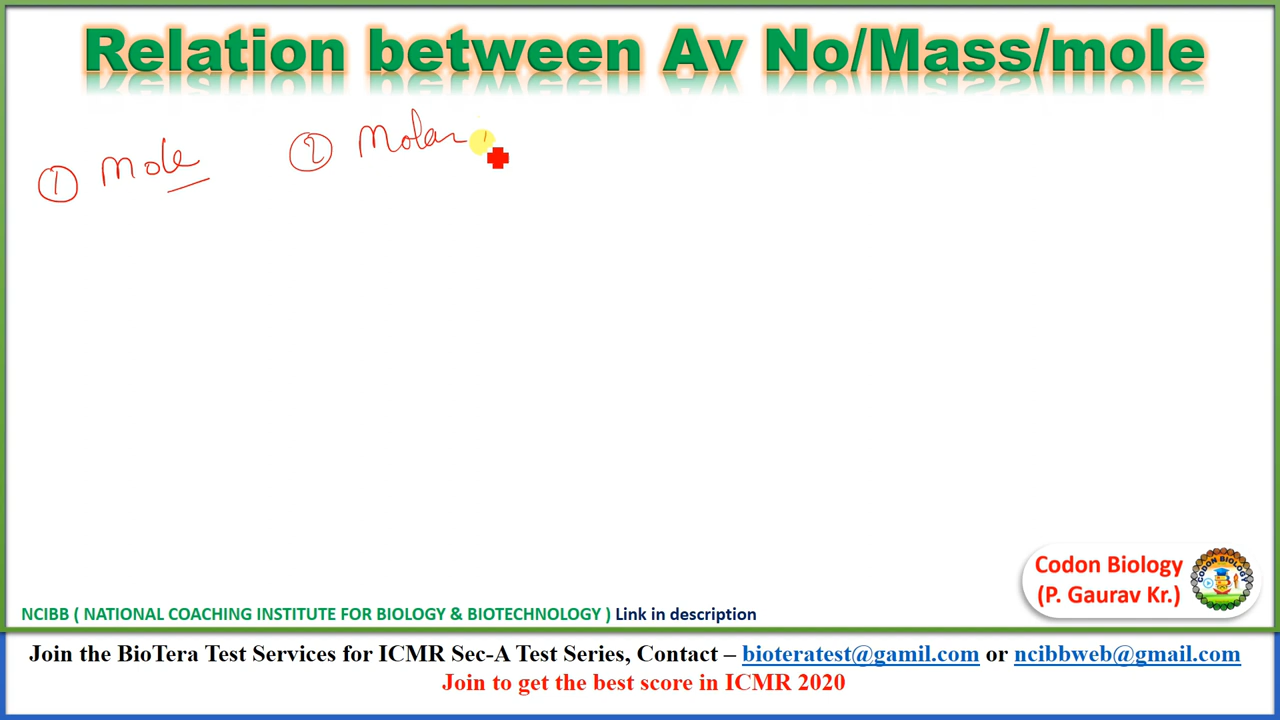 Relation between Av No/Mass/mole
① Mole ② Molar
CODON BIOLOGY
Codon Biology
(P. Gaurav Kr.)
NCIBB ( NATIONAL COACHING INSTITUTE FOR BIOLOGY & BIOTECHNOLOGY ) Link in description
Join the BioTera Test Services for ICMR Sec-A Test Series, Contact – bioteratest@gamil.com or ncibbweb@gmail.com
Join to get the best score in ICMR 2020